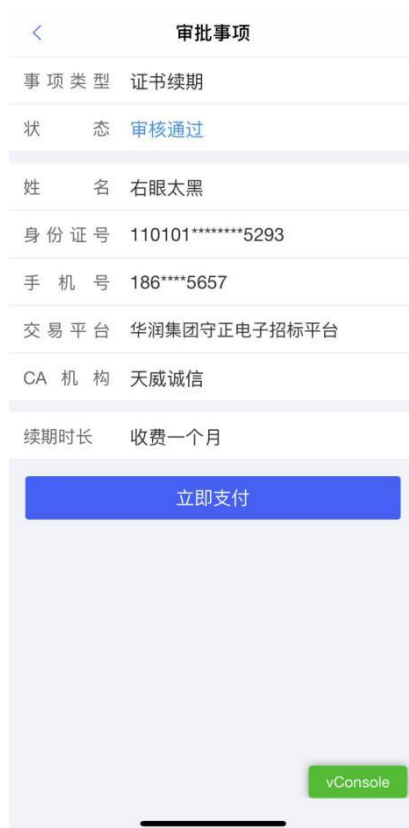 审批事项
事项类型 证书续期
状态 审核通过
姓名 右眼太黑
身份证号 110101********5293
手机号 186****5657
交易平台 华润集团守正电子招标平台
CA 机构 天威诚信
续期时长 收费一个月
立即支付
vConsole